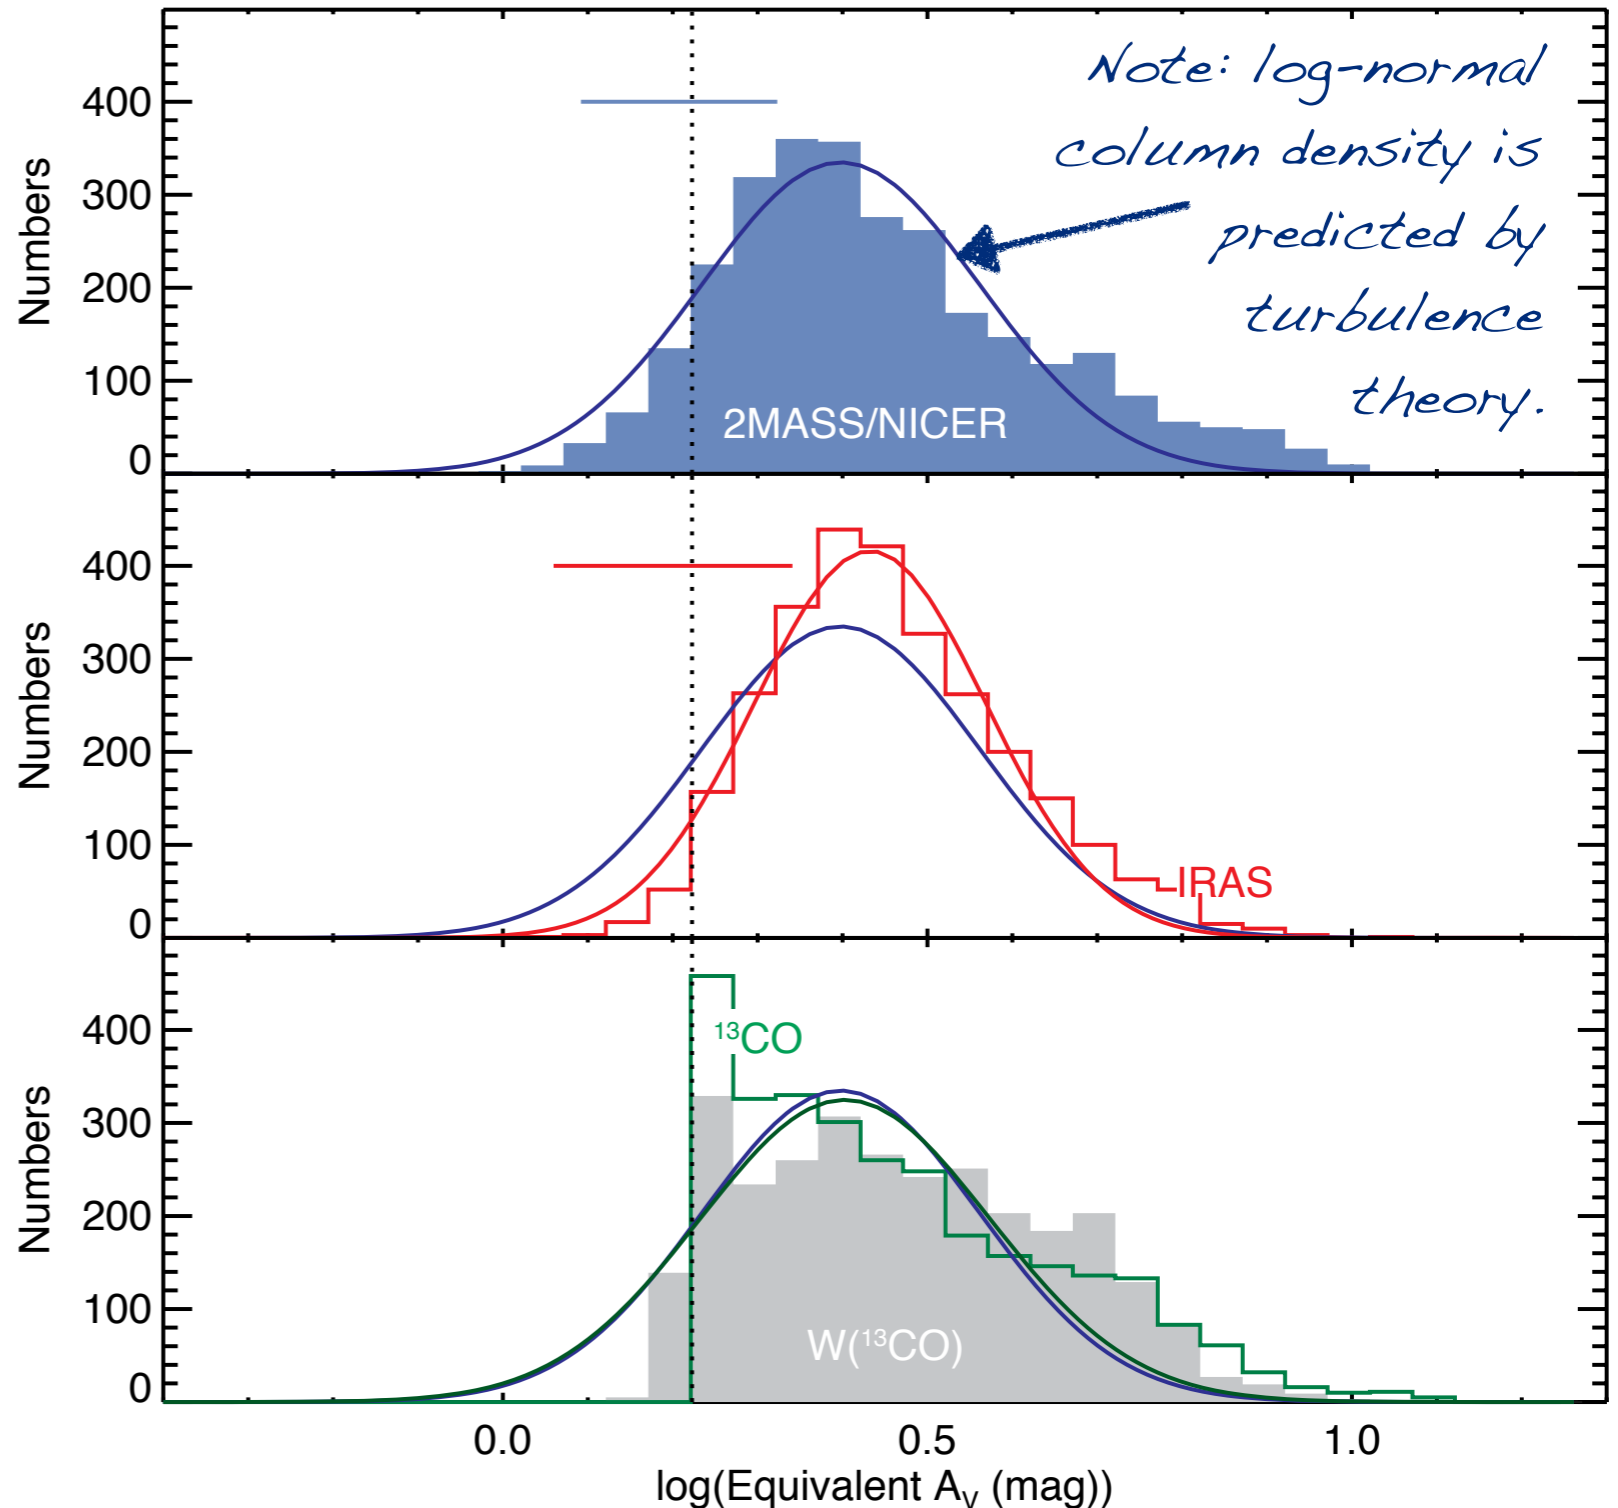 Note: log-normal
column density is
predicted by
turbulence
theory.
Numbers
400
300
200
100
0
2MASS/NICER
Numbers
400
300
200
100
0
IRAS
Numbers
400
300
200
100
0
¹³CO
W(¹³CO)
0.0 0.5 1.0
log(Equivalent A_V (mag))